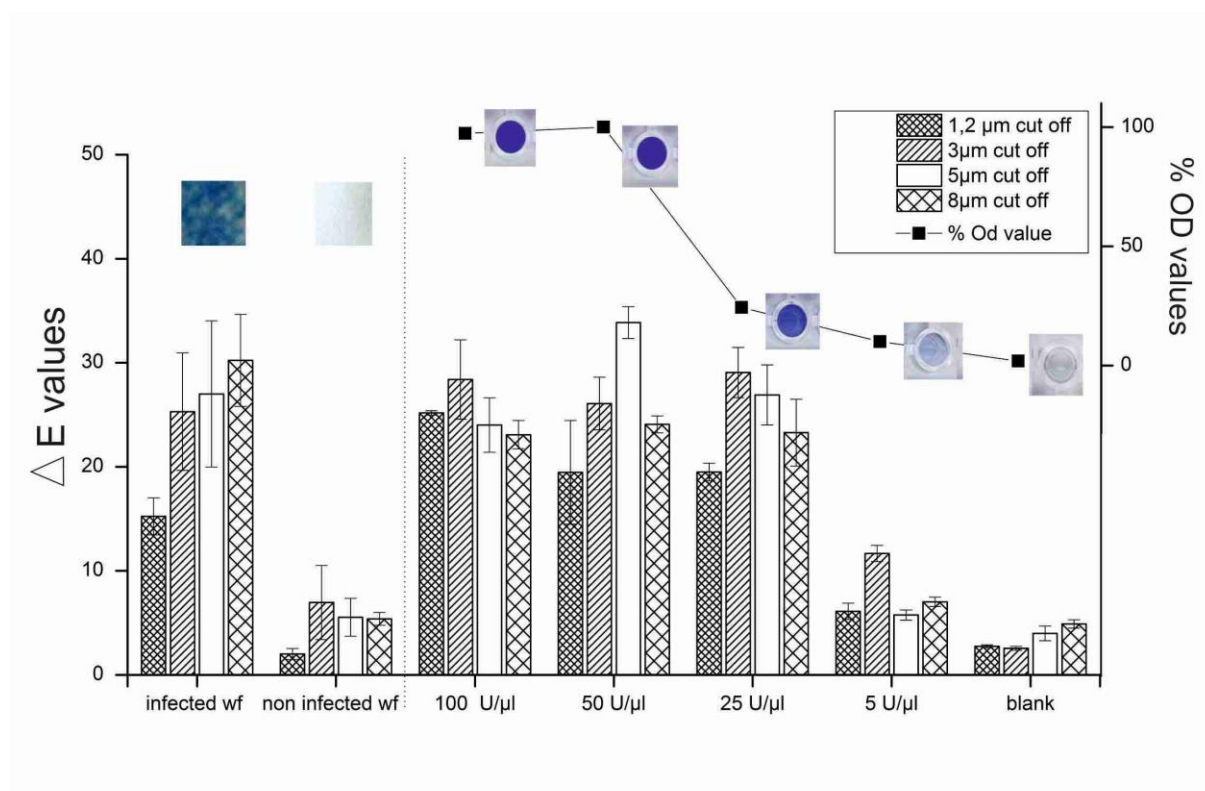 1,2 µm cut off
3µm cut off
5µm cut off
8µm cut off
% Od value
50
40
30
20
10
0
△ E values
100
50
0
% OD values
infected wf
non infected wf
100 U/µl
50 U/µl
25 U/µl
5 U/µl
blank